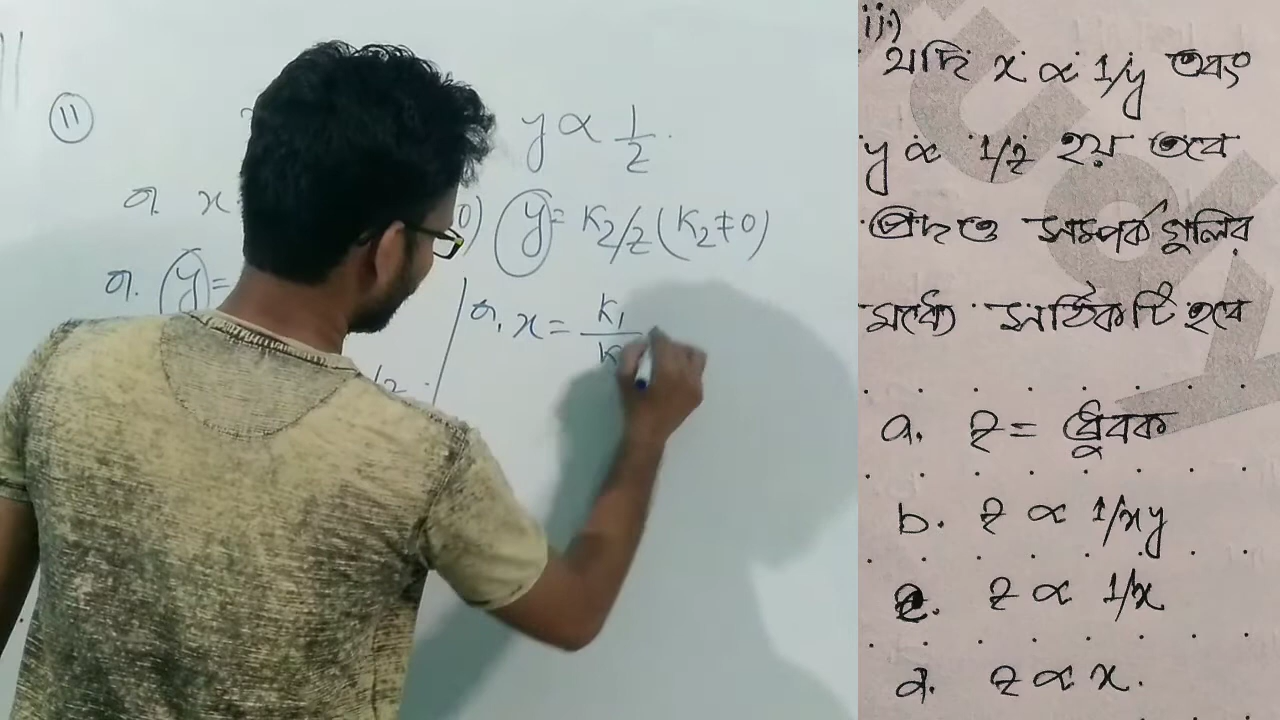 11
y ∝ 1/z.
বা, x
0) y = K2/z (K2 ≠ 0)
বা, y =
বা, x = K1/K
/z.
ii)
যদি x ∝ 1/y এবং
y ∝ 1/z হয় তবে
প্রদত্ত সম্পর্ক গুলির
মধ্যে সঠিকটি হবে
a. z = ধ্রুবক
b. z ∝ 1/xy
c. z ∝ 1/x
d. z ∝ x.